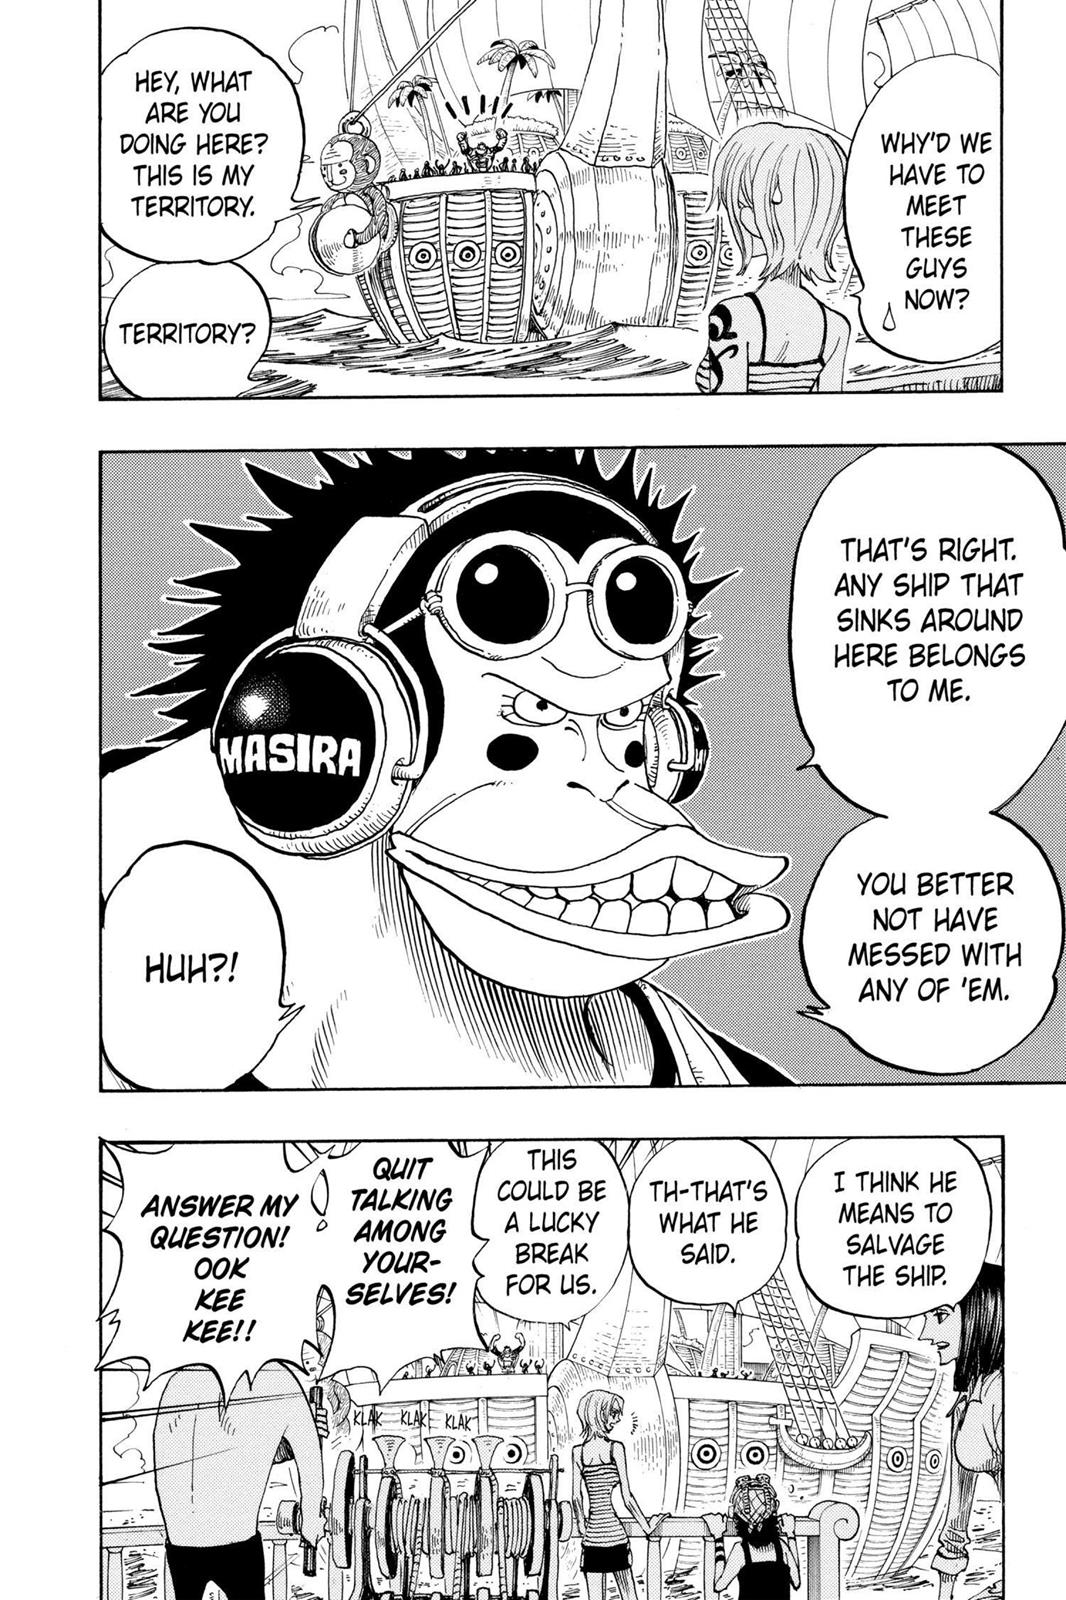 WHY'D WE
HAVE TO
MEET
THESE
GUYS
NOW?
HEY, WHAT
ARE YOU
DOING HERE?
THIS IS MY
TERRITORY.
TERRITORY?
THAT'S RIGHT.
ANY SHIP THAT
SINKS AROUND
HERE BELONGS
TO ME.
YOU BETTER
NOT HAVE
MESSED WITH
ANY OF 'EM.
MASIRA
M
HUH?!
I THINK HE
MEANS TO
SALVAGE
THE SHIP.
TH-THAT'S
WHAT HE
SAID.
THIS
COULD BE
A LUCKY
BREAK
FOR US.
QUIT
TALKING
AMONG
YOUR-
SELVES!
ANSWER MY
QUESTION!
OOK
KEE
KEE!!
KLAK KLAK KLAK